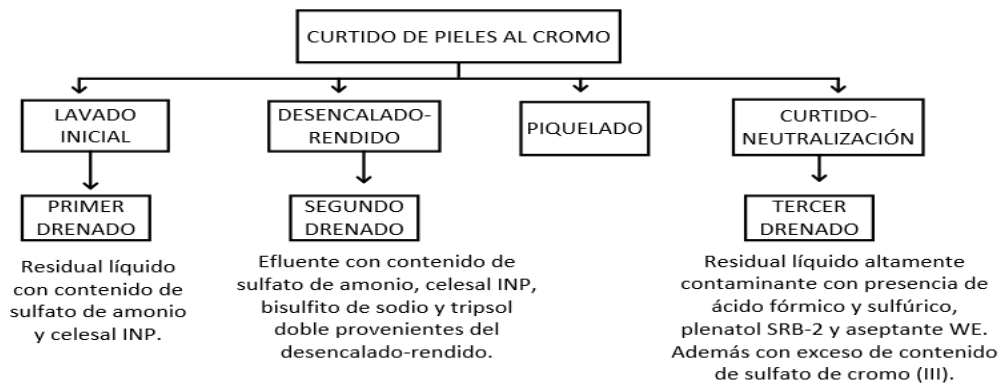 CURTIDO DE PIELES AL CROMO
LAVADO
INICIAL
DESENCALADO-
RENDIDO
PIQUELADO
CURTIDO-
NEUTRALIZACIÓN
PRIMER
DRENADO
SEGUNDO
DRENADO
TERCER
DRENADO
Residual líquido
con contenido de
sulfato de amonio
y celesal INP.
Efluente con contenido de
sulfato de amonio, celesal INP,
bisulfito de sodio y tripsol
doble provenientes del
desencalado-rendido.
Residual líquido altamente
contaminante con presencia de
ácido fórmico y sulfúrico,
plenatol SRB-2 y aseptante WE.
Además con exceso de contenido
de sulfato de cromo (III).